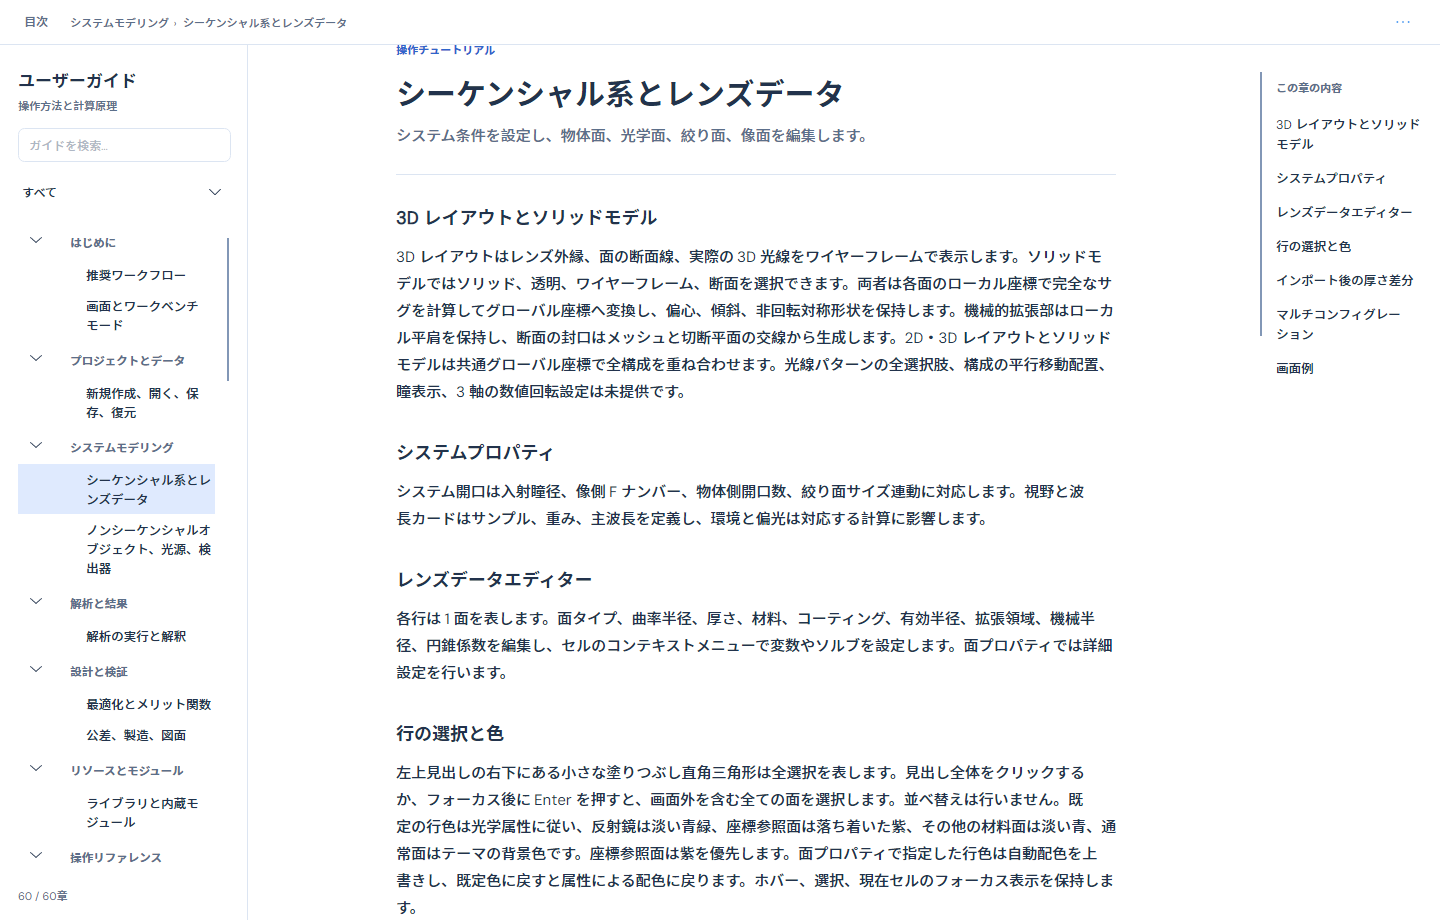 目次
システムモデリング › シーケンシャル系とレンズデータ
...
ユーザーガイド
操作方法と計算原理
ガイドを検索...
すべて
はじめに
推奨ワークフロー
画面とワークベンチ
モード
プロジェクトとデータ
新規作成、開く、保
存、復元
システムモデリング
シーケンシャル系とレ
ンズデータ
ノンシーケンシャルオ
ブジェクト、光源、検
出器
解析と結果
解析の実行と解釈
設計と検証
最適化とメリット関数
公差、製造、図面
リソースとモジュール
ライブラリと内蔵モ
ジュール
操作リファレンス
60 / 60章
操作チュートリアル
シーケンシャル系とレンズデータ
システム条件を設定し、物体面、光学面、絞り面、像面を編集します。
3D レイアウトとソリッドモデル
3D レイアウトはレンズ外縁、面の断面線、実際の 3D 光線をワイヤーフレームで表示します。ソリッドモ
デルではソリッド、透明、ワイヤーフレーム、断面を選択できます。両者は各面のローカル座標で完全なサ
グを計算してグローバル座標へ変換し、偏心、傾斜、非回転対称形状を保持します。機械的拡張部はローカ
ル平肩を保持し、断面の封口はメッシュと切断平面の交線から生成します。2D・3D レイアウトとソリッド
モデルは共通グローバル座標で全構成を重ね合わせます。光線パターンの全選択肢、構成の平行移動配置、
瞳表示、3 軸の数値回転設定は未提供です。
システムプロパティ
システム開口は入射瞳径、像側 F ナンバー、物体側開口数、絞り面サイズ連動に対応します。視野と波
長カードはサンプル、重み、主波長を定義し、環境と偏光は対応する計算に影響します。
レンズデータエディター
各行は 1 面を表します。面タイプ、曲率半径、厚さ、材料、コーティング、有効半径、拡張領域、機械半
径、円錐係数を編集し、セルのコンテキストメニューで変数やソルブを設定します。面プロパティでは詳細
設定を行います。
行の選択と色
左上見出しの右下にある小さな塗りつぶし直角三角形は全選択を表します。見出し全体をクリックする
か、フォーカス後に Enter を押すと、画面外を含む全ての面を選択します。並べ替えは行いません。既
定の行色は光学属性に従い、反射鏡は淡い青緑、座標参照面は落ち着いた紫、その他の材料面は淡い青、通
常面はテーマの背景色です。座標参照面は紫を優先します。面プロパティで指定した行色は自動配色を上
書きし、既定色に戻すと属性による配色に戻ります。ホバー、選択、現在セルのフォーカス表示を保持しま
す。
この章の内容
3D レイアウトとソリッド
モデル
システムプロパティ
レンズデータエディター
行の選択と色
インポート後の厚さ差分
マルチコンフィグレー
ション
画面例